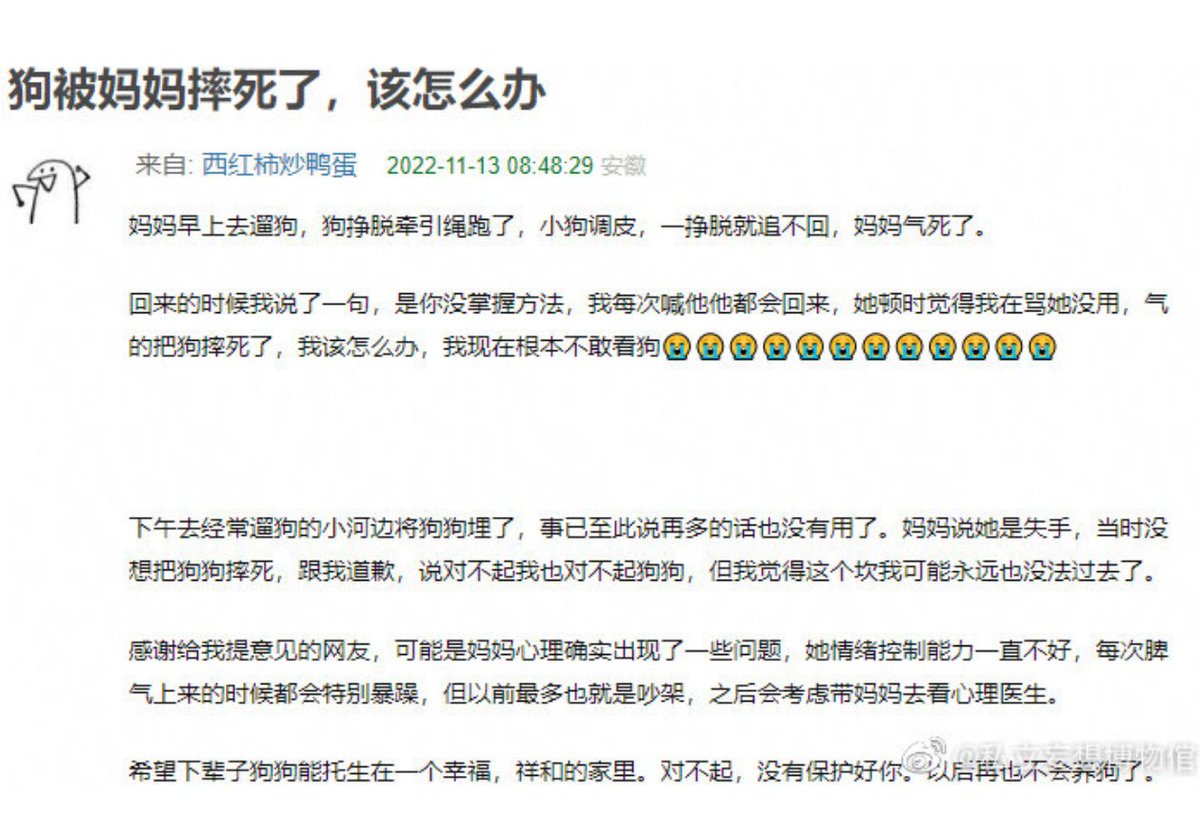 狗被妈妈摔死了，该怎么办
来自: 西红柿炒鸭蛋 2022-11-13 08:48:29 安徽
妈妈早上去遛狗，狗挣脱牵引绳跑了，小狗调皮，一挣脱就追不回，妈妈气死了。
回来的时候我说了一句，是你没掌握方法，我每次喊他他都会回来，她顿时觉得我在骂她没用，气
的把狗摔死了，我该怎么办，我现在根本不敢看狗😭😭😭😭😭😭😭😭😭😭😭😭
下午去经常遛狗的小河边将狗狗埋了，事已至此说再多的话也没有用了。妈妈说她是失手，当时没
想把狗狗摔死，跟我道歉，说对不起我也对不起狗狗，但我觉得这个坎我可能永远也没法过去了。
感谢给我提意见的网友，可能是妈妈心理确实出现了一些问题，她情绪控制能力一直不好，每次脾
气上来的时候都会特别暴躁，但以前最多也就是吵架，之后会考虑带妈妈去看心理医生。
@私立妄想博物馆
希望下辈子狗狗能托生在一个幸福，祥和的家里。对不起，没有保护好你。以后再也不会养狗了。